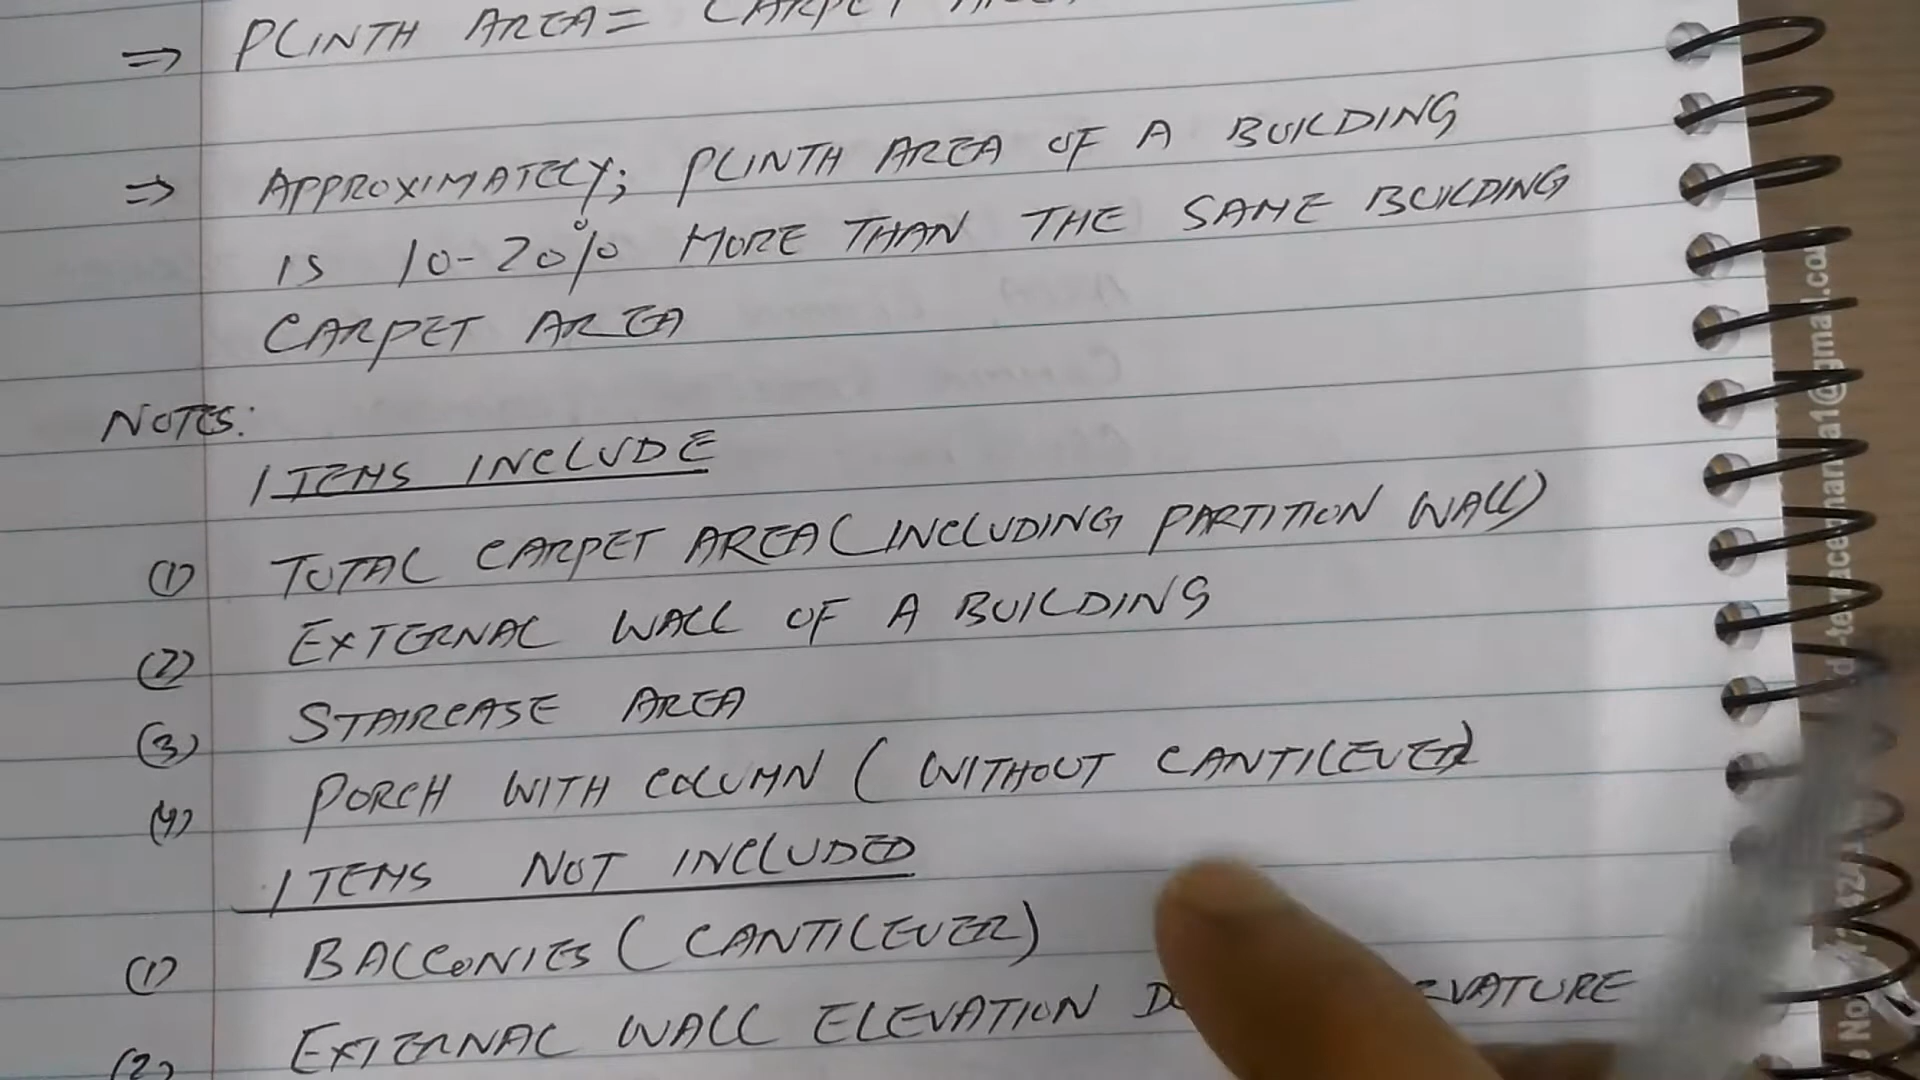 ⇒ PLINTH AREA = CARPET
⇒ APPROXIMATELY; PLINTH AREA OF A BUILDING
IS 10-20% MORE THAN THE SAME BUILDING
CARPET AREA
NOTES:
ITEMS INCLUDE
(1) TOTAL CARPET AREA (INCLUDING PARTITION WALL)
(2) EXTERNAL WALL OF A BUILDING
(3) STAIRCASE AREA
(4) PORCH WITH COLUMN ( WITHOUT CANTILEVER)
ITEMS NOT INCLUDED
(1) BALCONIES ( CANTILEVER)
(2) EXTERNAL WALL ELEVATION